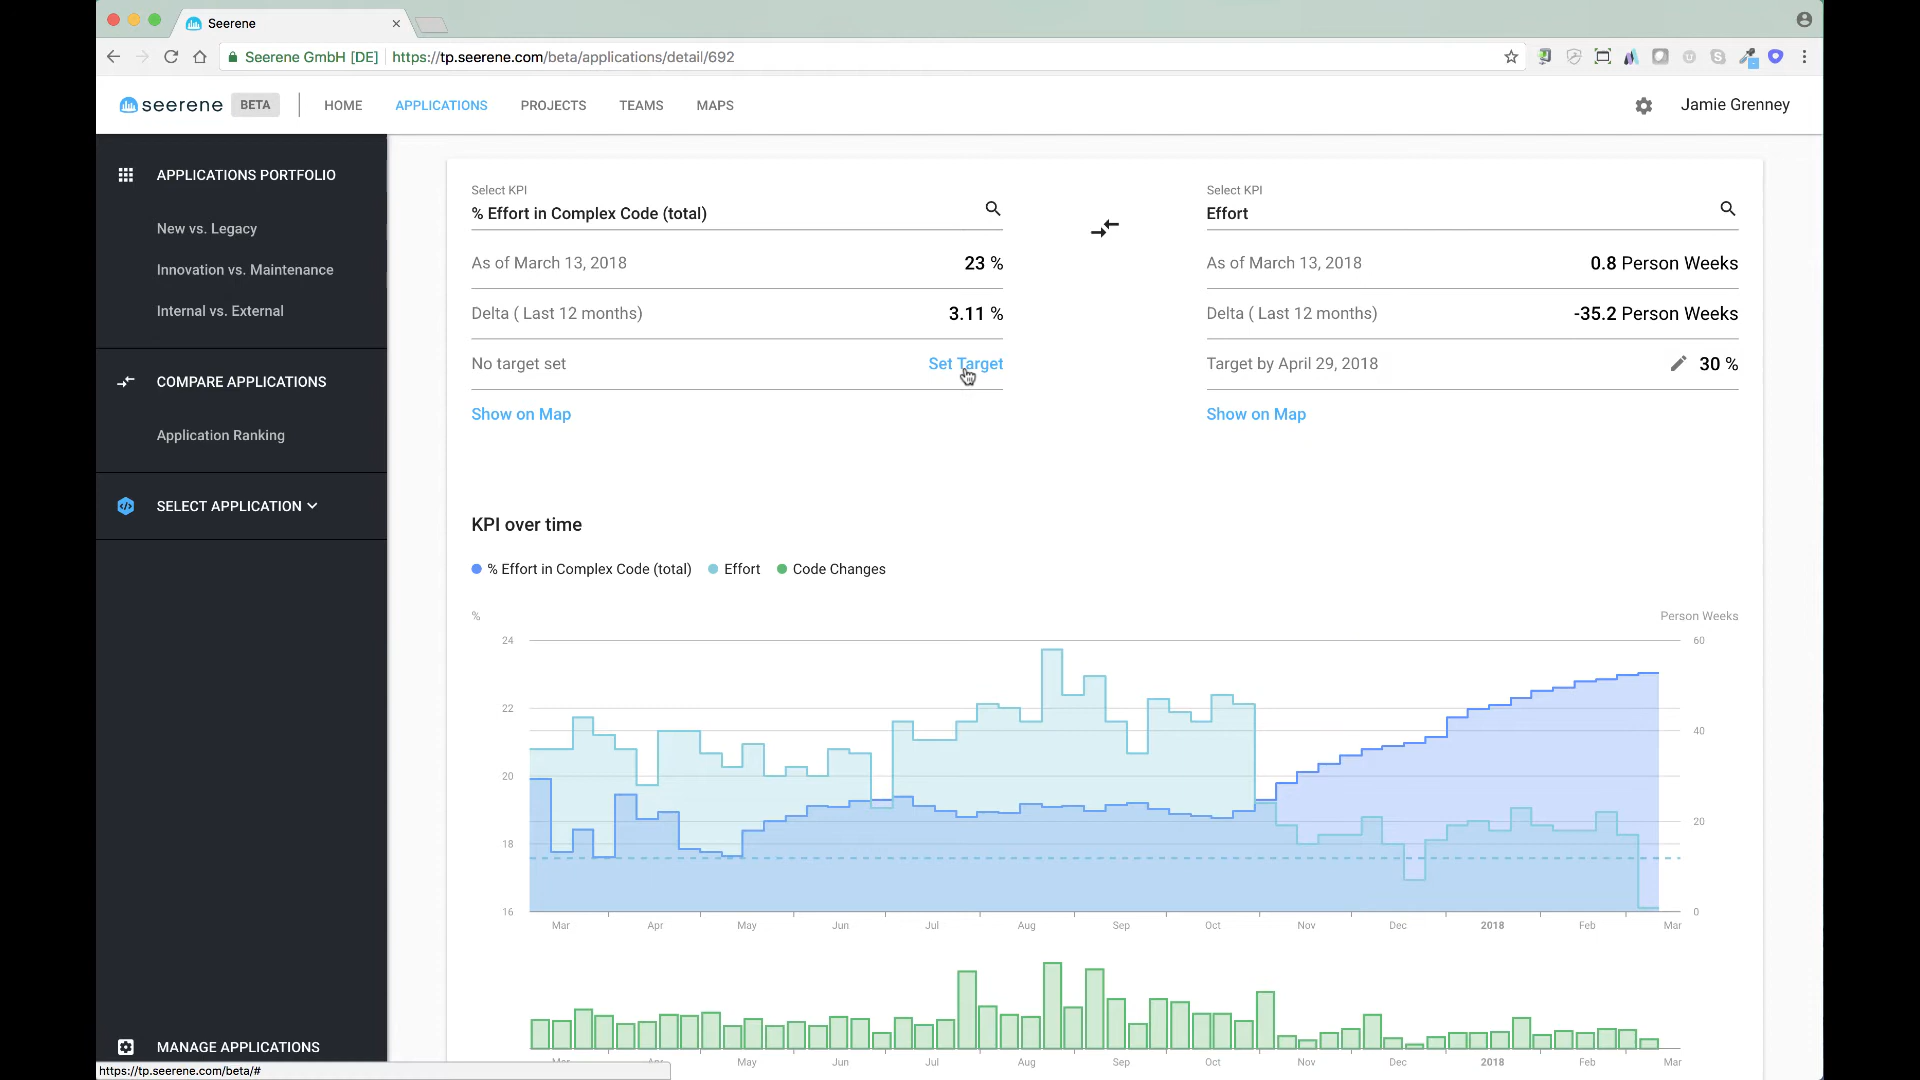 Seerene
Seerene GmbH [DE] https://tp.seerene.com/beta/applications/detail/692
seerene BETA HOME APPLICATIONS PROJECTS TEAMS MAPS Jamie Grenney
APPLICATIONS PORTFOLIO
New vs. Legacy
Innovation vs. Maintenance
Internal vs. External
COMPARE APPLICATIONS
Application Ranking
SELECT APPLICATION
MANAGE APPLICATIONS
https://tp.seerene.com/beta/#
Select KPI
% Effort in Complex Code (total)
As of March 13, 2018 23 %
Delta ( Last 12 months) 3.11 %
No target set Set Target
Show on Map
Select KPI
Effort
As of March 13, 2018 0.8 Person Weeks
Delta ( Last 12 months) -35.2 Person Weeks
Target by April 29, 2018 30 %
Show on Map
KPI over time
% Effort in Complex Code (total) Effort Code Changes
% Person Weeks
24 60
22
40
20
20
18
16 0
Mar Apr May Jun Jul Aug Sep Oct Nov Dec 2018 Feb Mar
Mar Apr May Jun Jul Aug Sep Oct Nov Dec 2018 Feb Mar